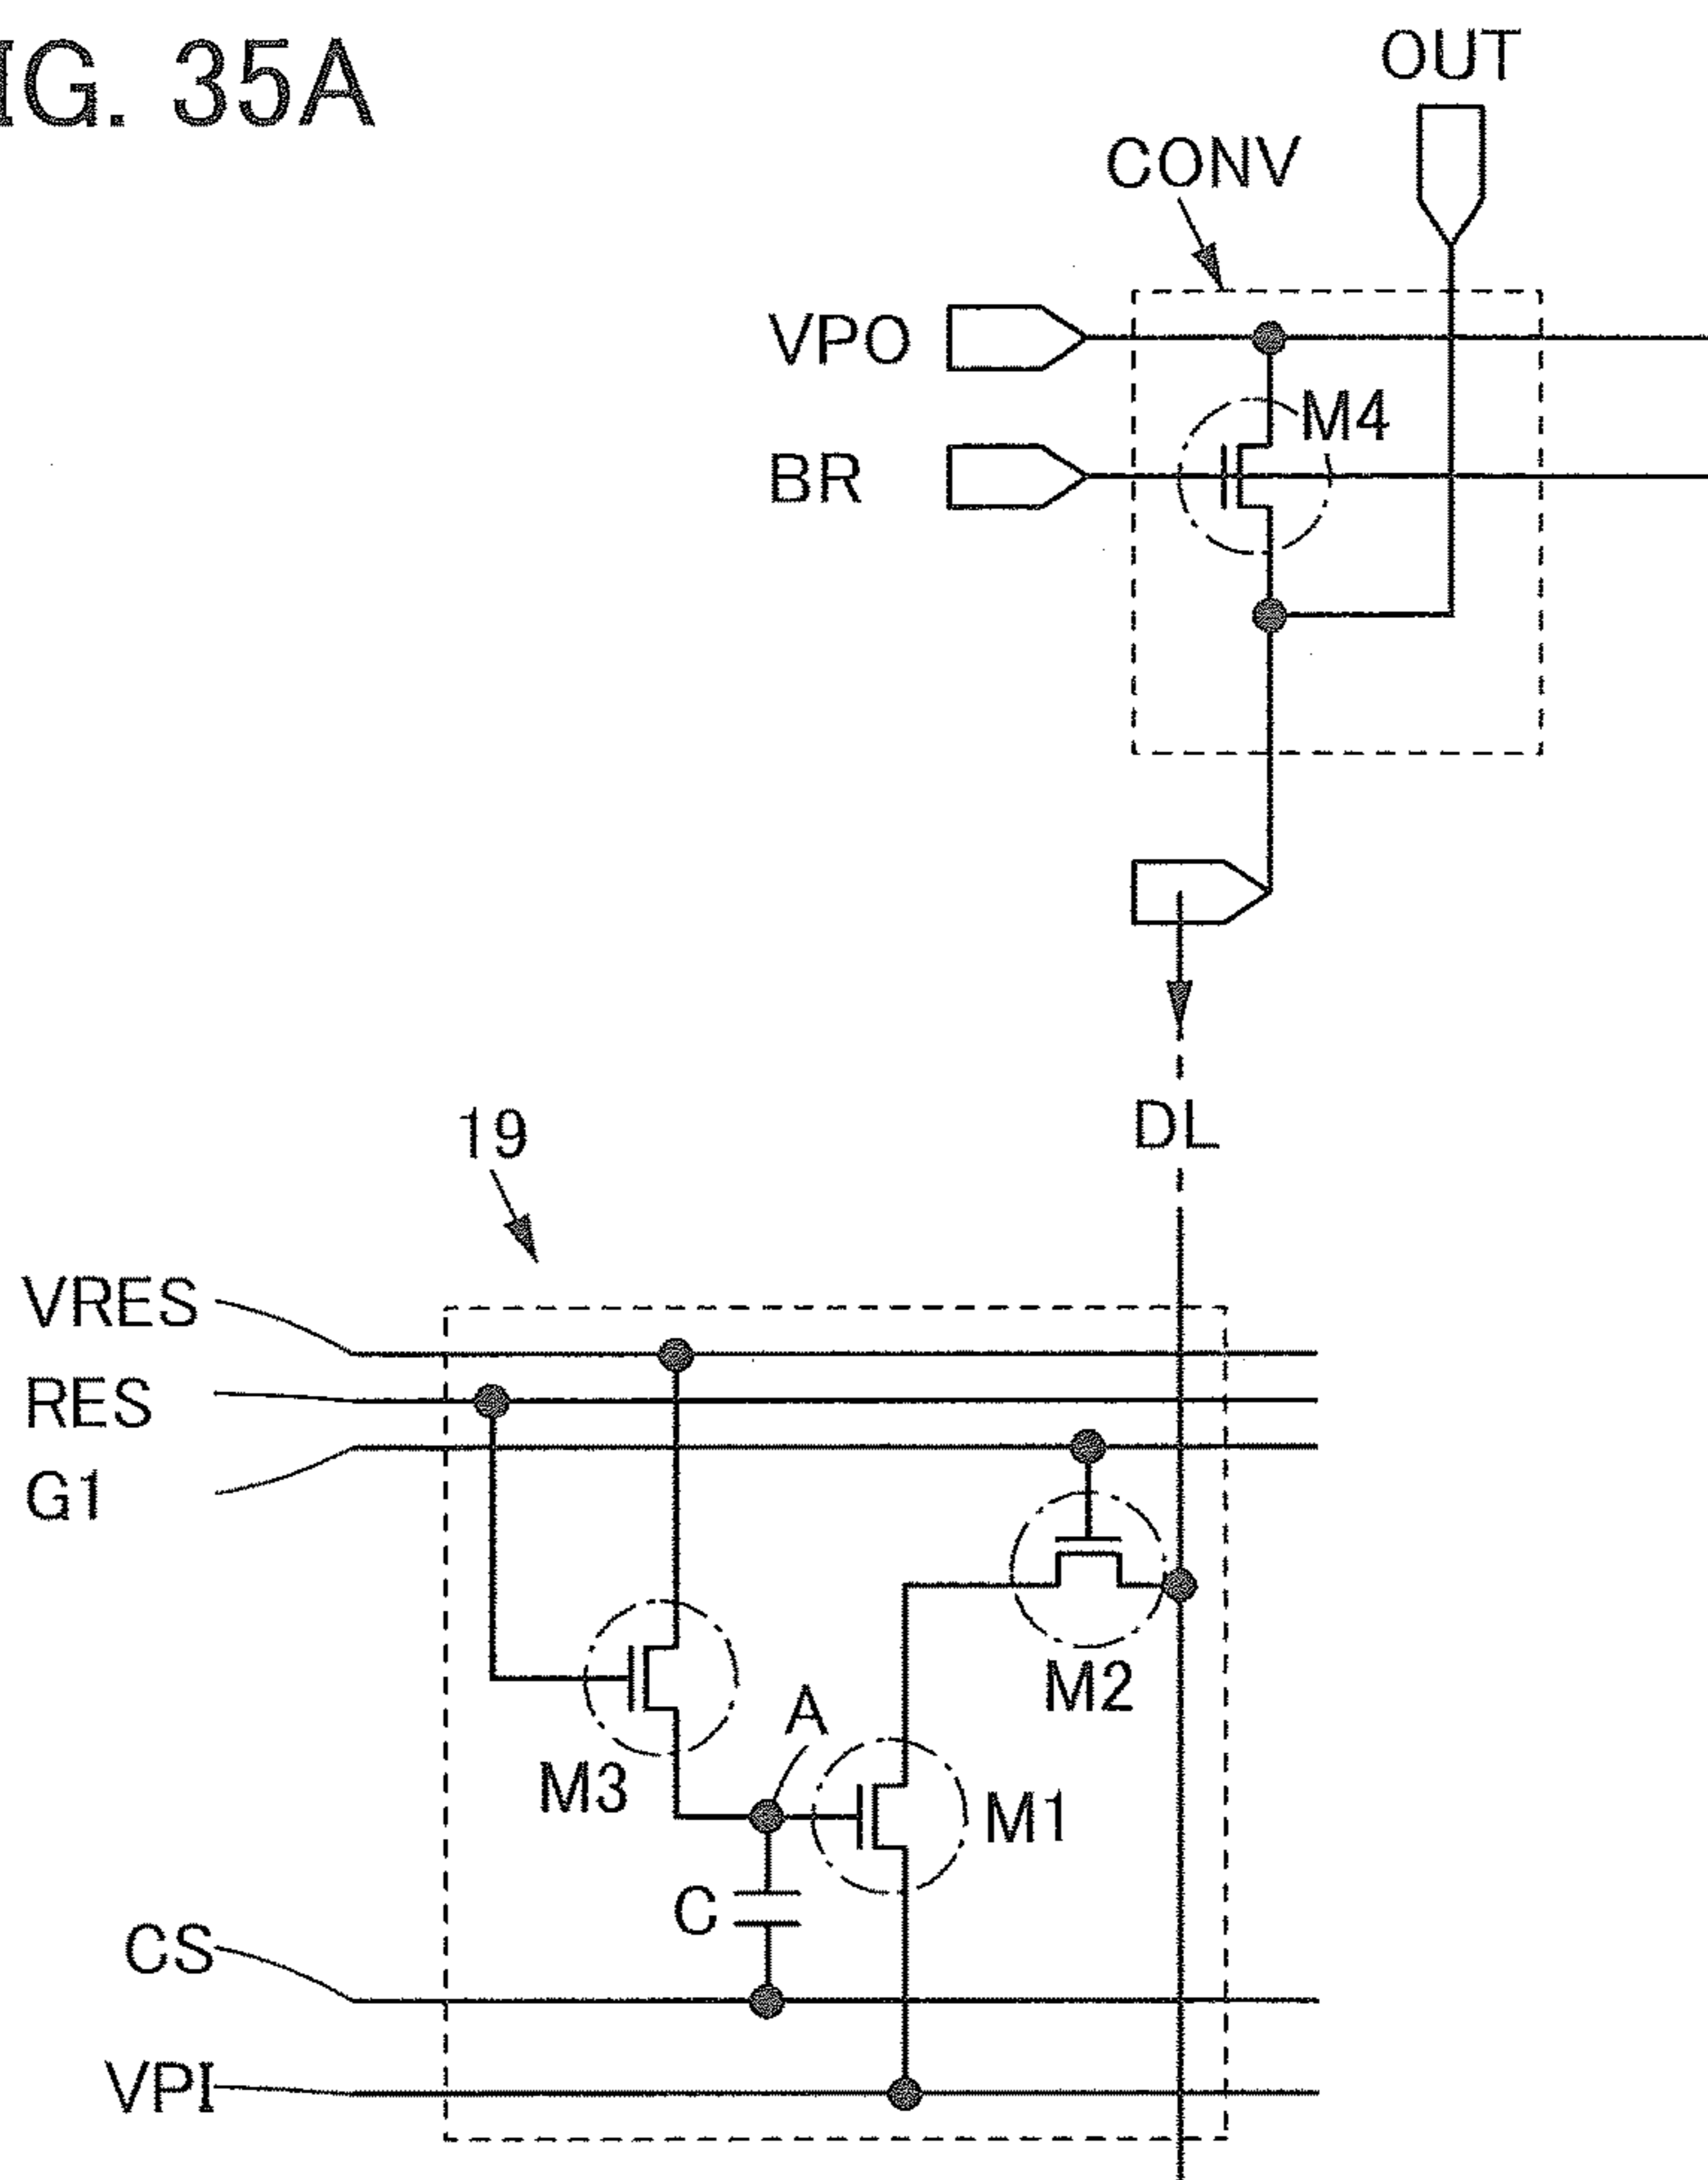 IG. 35A
OUT
CONV
VPO
M4
BR
DL
19
VRES
RES
G1
M2
A
M3
M1
C
CS
VPI